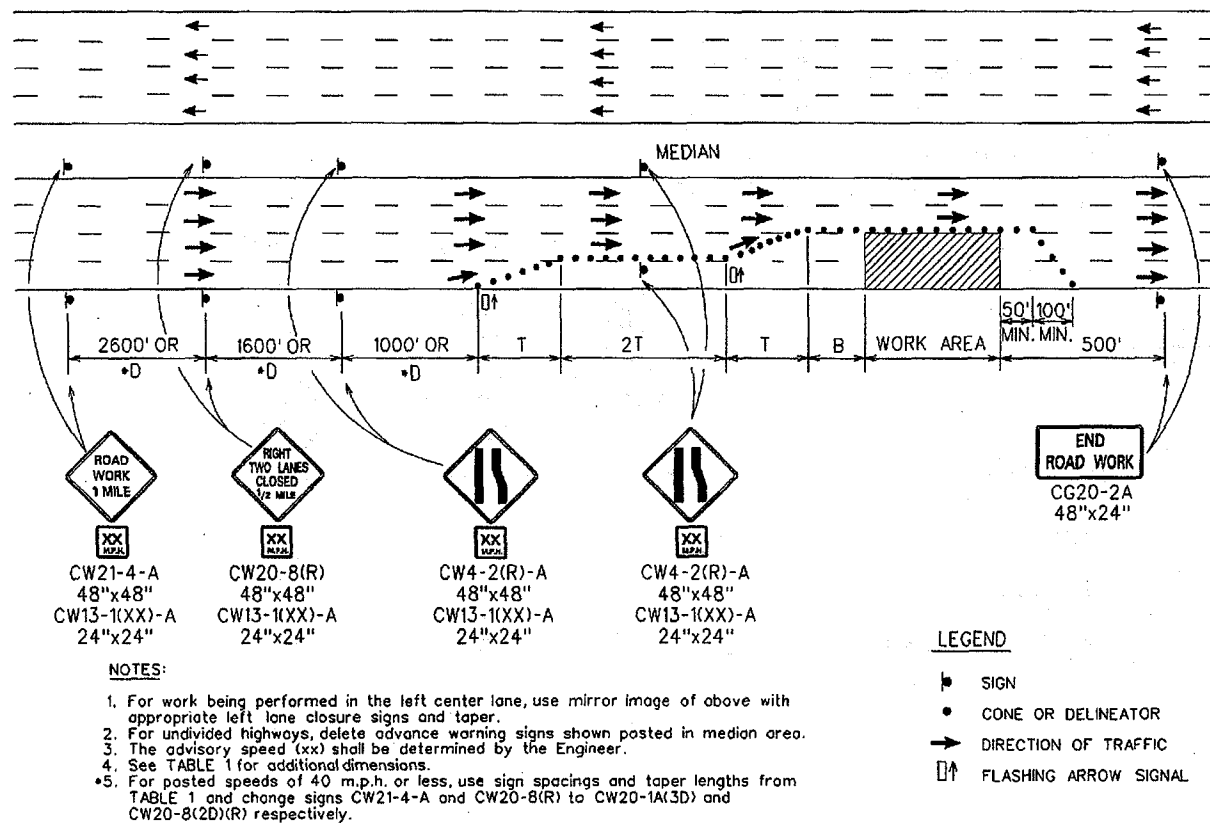 MEDIAN
50' 100'
MIN. MIN.
2600' OR
*D
1600' OR
*D
1000' OR
*D
T
2T
T
B
WORK AREA
500'
ROAD
WORK
1 MILE
XX
M.P.H.
CW21-4-A
48"x48"
CW13-1(XX)-A
24"x24"
RIGHT
TWO LANES
CLOSED
1/2 MILE
XX
M.P.H.
CW20-8(R)
48"x48"
CW13-1(XX)-A
24"x24"
XX
M.P.H.
CW4-2(R)-A
48"x48"
CW13-1(XX)-A
24"x24"
XX
M.P.H.
CW4-2(R)-A
48"x48"
CW13-1(XX)-A
24"x24"
END
ROAD WORK
CG20-2A
48"x24"
NOTES:
1. For work being performed in the left center lane, use mirror image of above with
appropriate left lane closure signs and taper.
2. For undivided highways, delete advance warning signs shown posted in median area.
3. The advisory speed (xx) shall be determined by the Engineer.
4. See TABLE 1 for additional dimensions.
*5. For posted speeds of 40 m.p.h. or less, use sign spacings and taper lengths from
TABLE 1 and change signs CW21-4-A and CW20-8(R) to CW20-1A(3D) and
CW20-8(2D)(R) respectively.
LEGEND
SIGN
CONE OR DELINEATOR
DIRECTION OF TRAFFIC
FLASHING ARROW SIGNAL